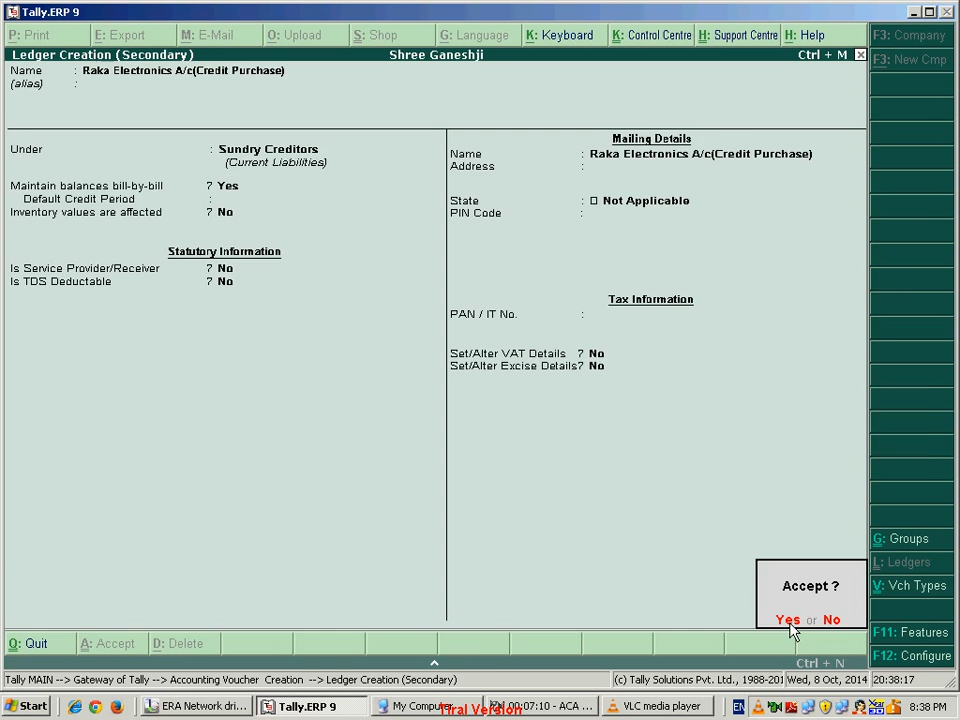 Tally.ERP 9
P: Print E: Export M: E-Mail O: Upload S: Shop G: Language K: Keyboard K: Control Centre H: Support Centre H: Help F3: Company
Ledger Creation (Secondary) Shree Ganeshji Ctrl + M
F3: New Cmp
Name : Raka Electronics A/c(Credit Purchase)
(alias) :
Mailing Details
Under : Sundry Creditors
(Current Liabilities)
Name : Raka Electronics A/c(Credit Purchase)
Address :
Maintain balances bill-by-bill ? Yes
Default Credit Period :
Inventory values are affected ? No
State : Not Applicable
PIN Code :
Statutory Information
Is Service Provider/Receiver ? No
Is TDS Deductable ? No
Tax Information
PAN / IT No. :
Set/Alter VAT Details ? No
Set/Alter Excise Details? No
G: Groups
L: Ledgers
V: Vch Types
Accept ?
Yes or No
F11: Features
F12: Configure
Q: Quit A: Accept D: Delete
Ctrl + N
Tally MAIN --> Gateway of Tally --> Accounting Voucher Creation --> Ledger Creation (Secondary) (c) Tally Solutions Pvt. Ltd., 1988-201 Wed, 8 Oct, 2014 20:38:17
Start ERA Network dri... Tally.ERP 9 My Compute 00:07:10 - ACA ... VLC media player EN 8:38 PM
Tiral Version